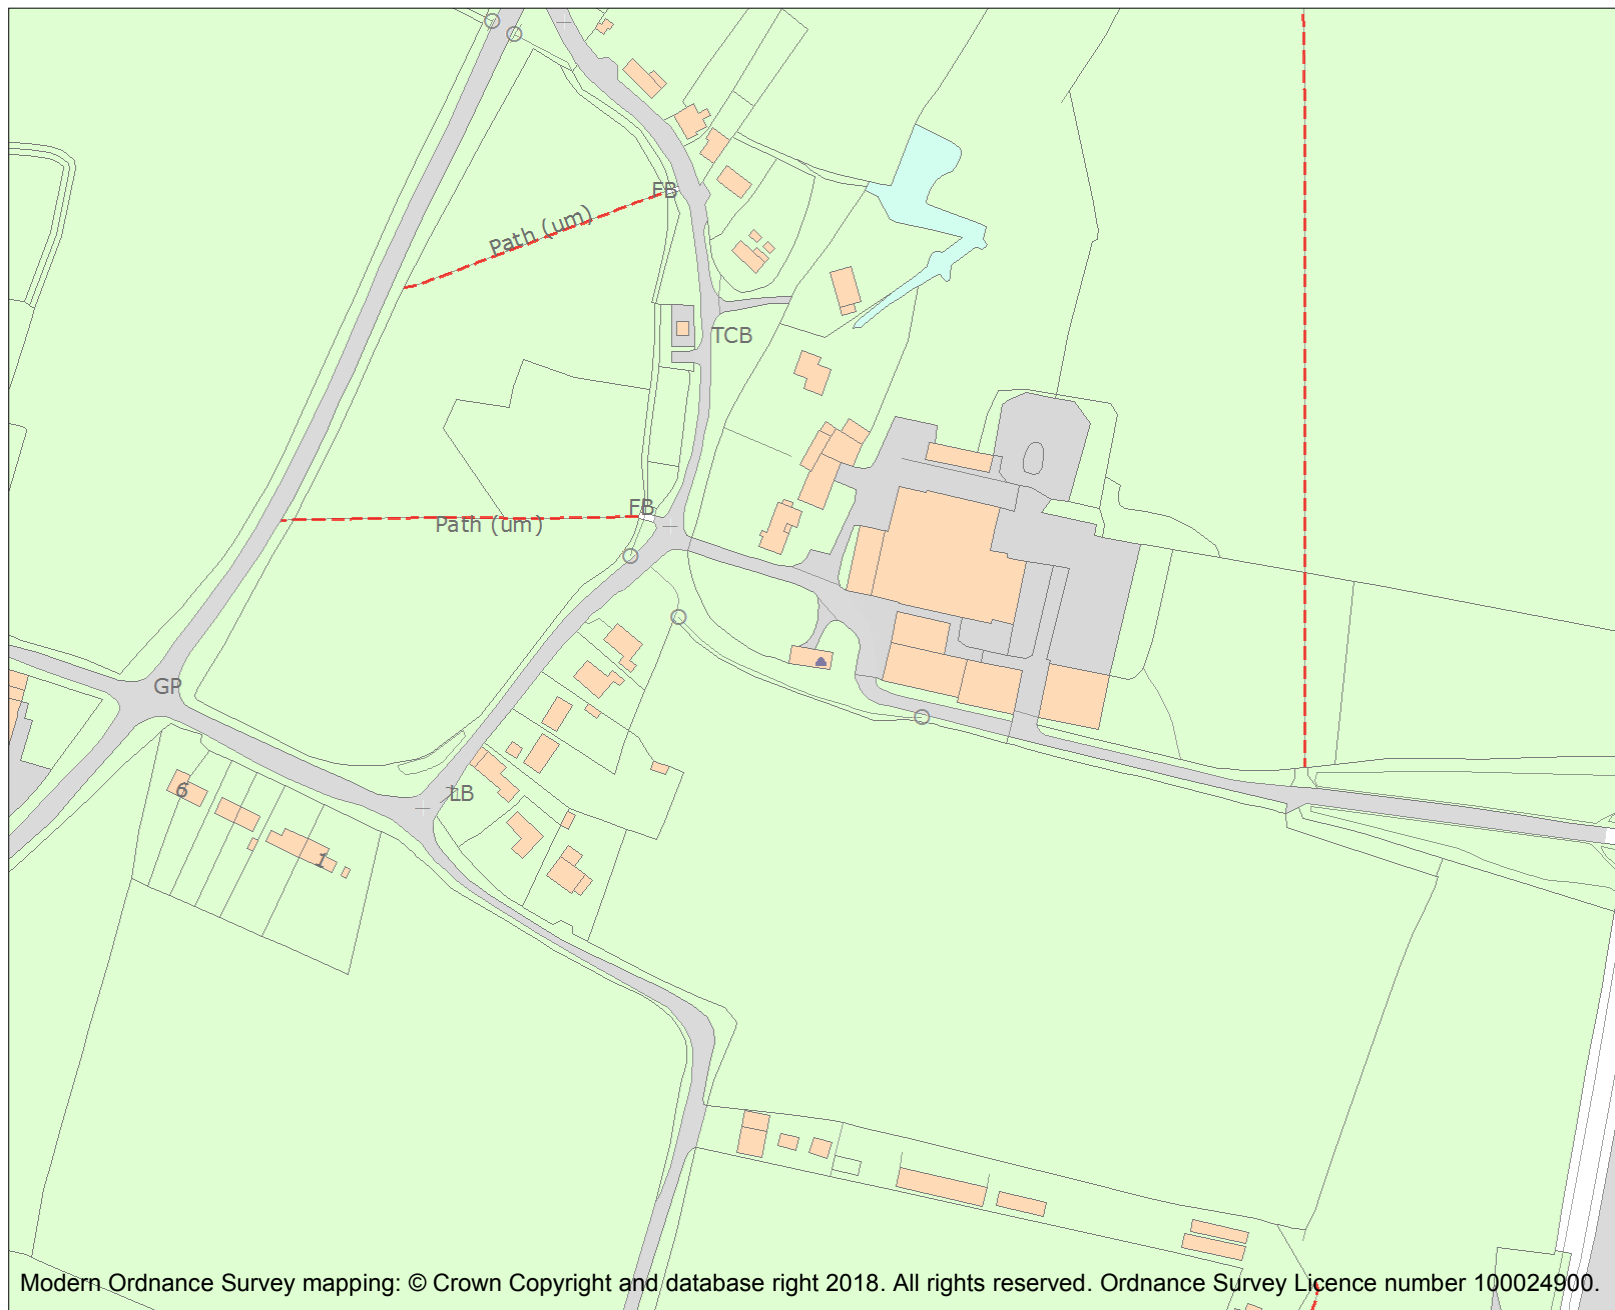 FB
Path (um)
TCB
FB
Path (um)
GP
6
LB
1
Modern Ordnance Survey mapping: © Crown Copyright and database right 2018. All rights reserved. Ordnance Survey Licence number 100024900.